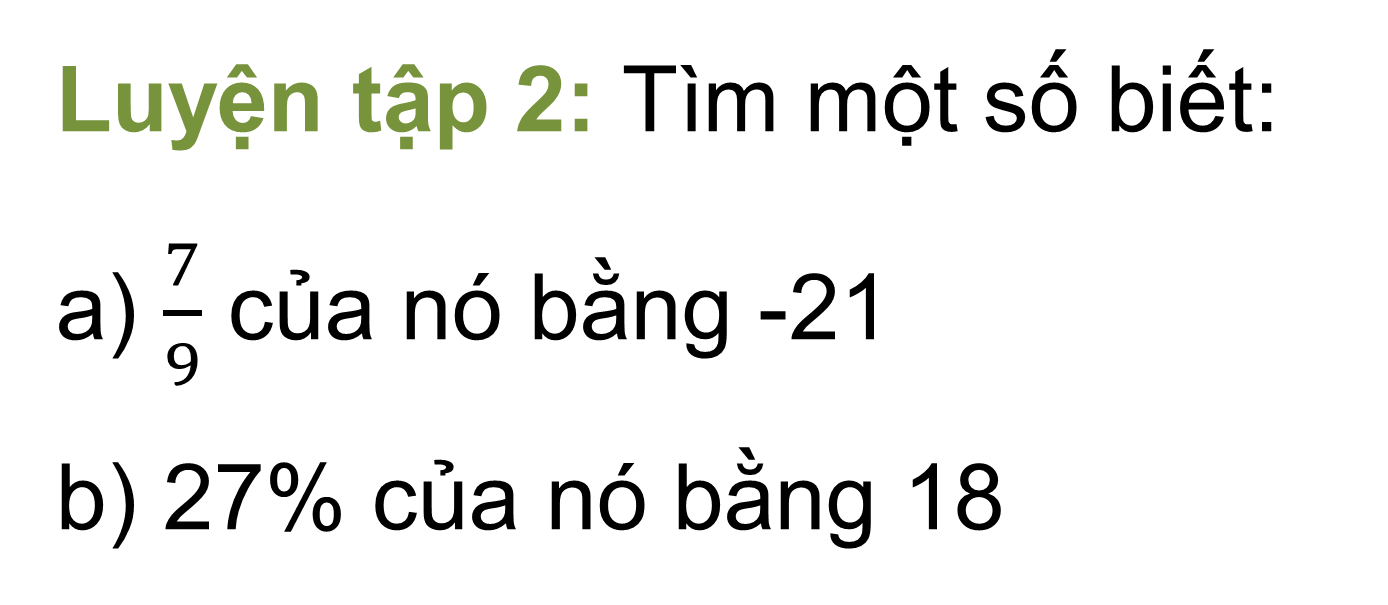 Luyện tập 2: Tìm một số biết:
a) 7/9 của nó bằng -21
b) 27% của nó bằng 18